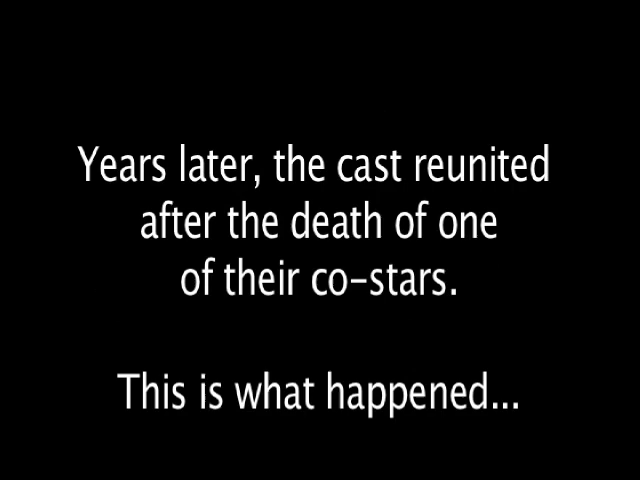 Years later, the cast reunited
after the death of one
of their co-stars.
This is what happened...